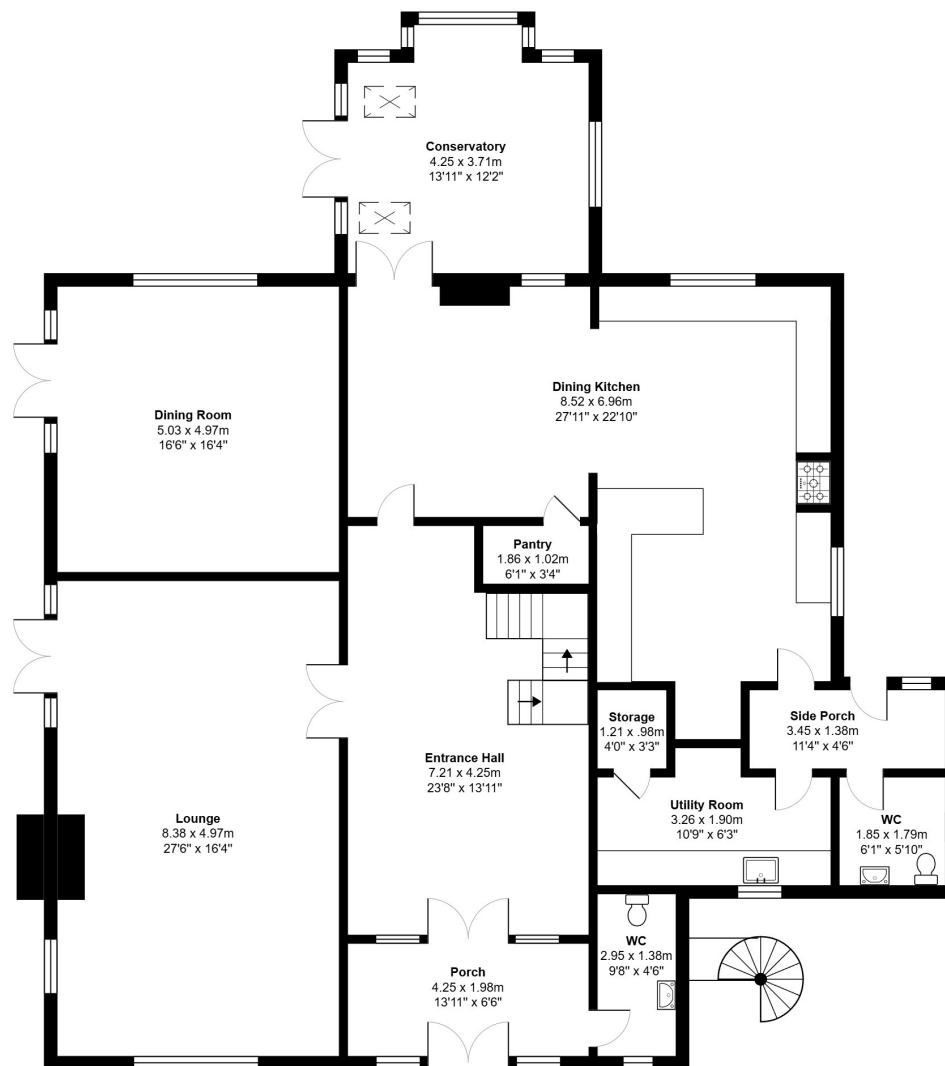 Conservatory
4.25 x 3.71m
13'11" x 12'2"
Dining Kitchen
8.52 x 6.96m
27'11" x 22'10"
Dining Room
5.03 x 4.97m
16'6" x 16'4"
Pantry
1.86 x 1.02m
6'1" x 3'4"
Storage
1.21 x .98m
4'0" x 3'3"
Side Porch
3.45 x 1.38m
11'4" x 4'6"
Entrance Hall
7.21 x 4.25m
23'8" x 13'11"
Utility Room
3.26 x 1.90m
10'9" x 6'3"
Lounge
8.38 x 4.97m
27'6" x 16'4"
WC
1.85 x 1.79m
6'1" x 5'10"
WC
2.95 x 1.38m
9'8" x 4'6"
Porch
4.25 x 1.98m
13'11" x 6'6"